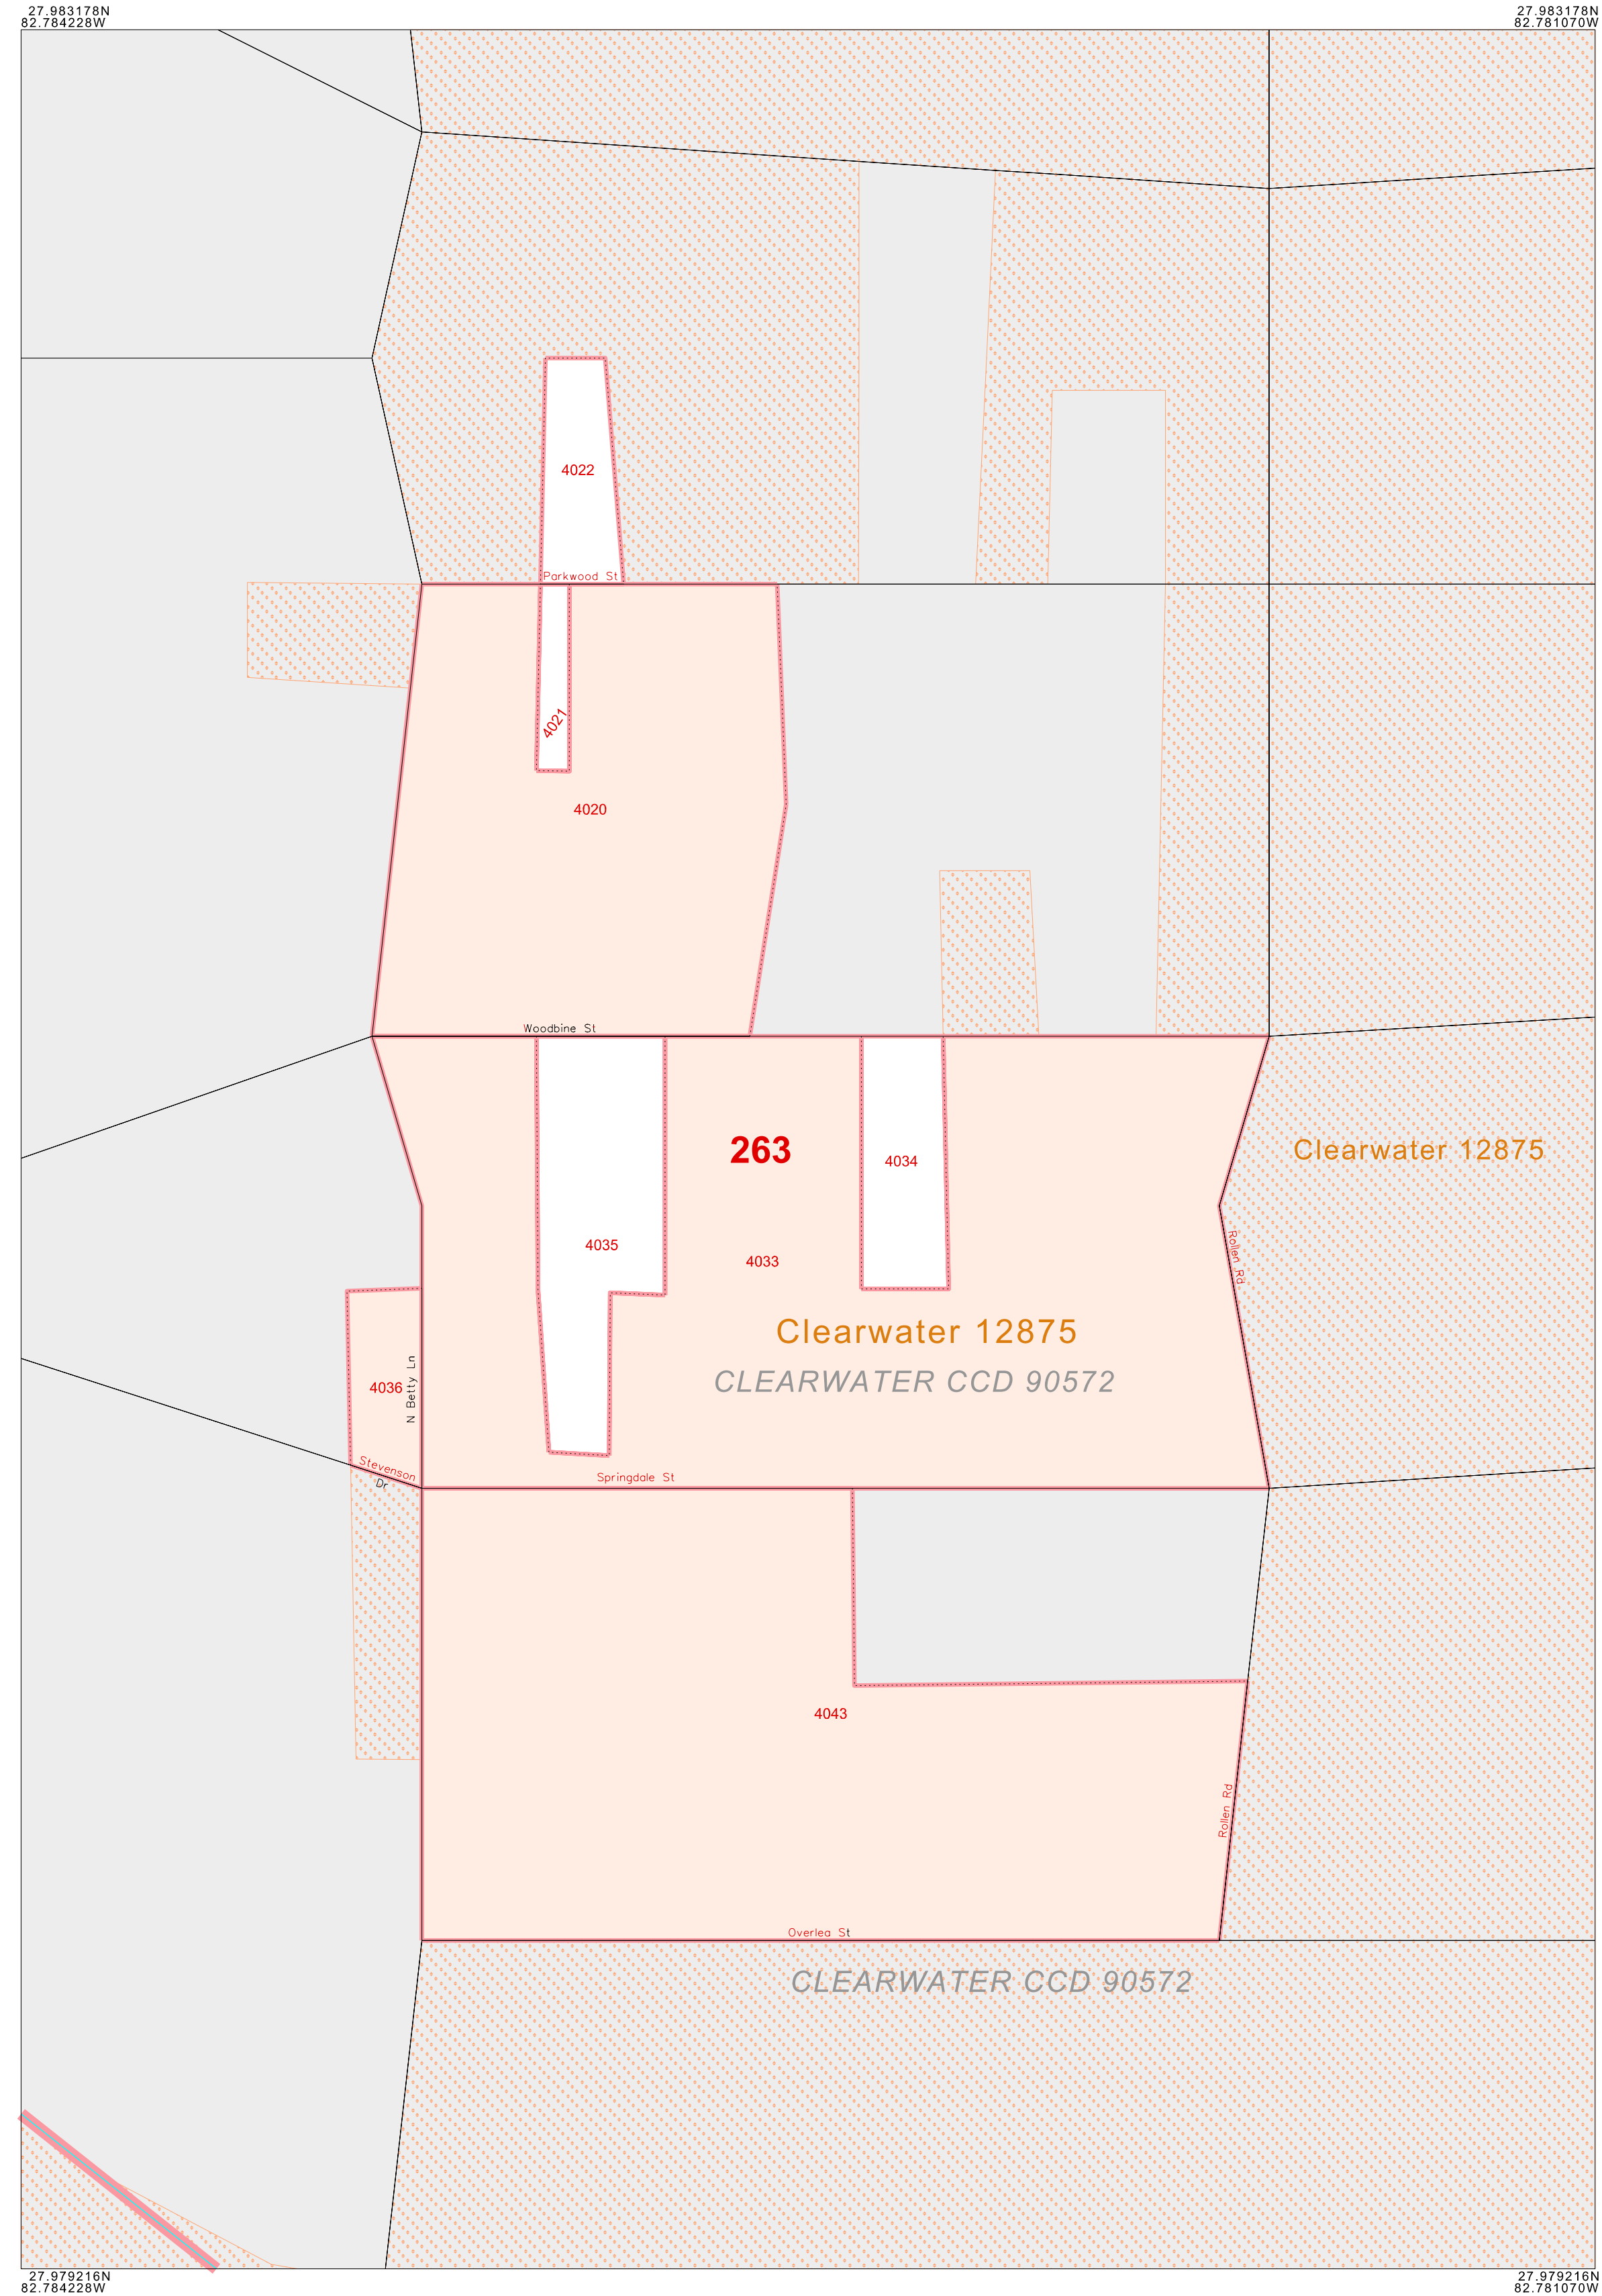 27.983178N
82.784228W
27.983178N
82.781070W
4022
Parkwood St
4021
4020
Woodbine St
263
Clearwater 12875
4034
4035
4033
Rollen Rd
Clearwater 12875
CLEARWATER CCD 90572
4036
N Betty Ln
Stevenson
Dr
Springdale St
4043
Rollen Rd
Overlea St
CLEARWATER CCD 90572
27.979216N
82.784228W
27.979216N
82.781070W